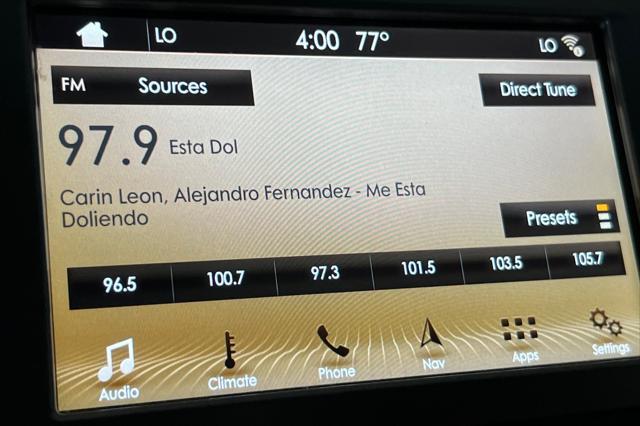 LO 4:00 77° LO
FM Sources Direct Tune
97.9 Esta Dol
Carin Leon, Alejandro Fernandez - Me Esta
Doliendo
Presets
96.5 100.7 97.3 101.5 103.5 105.7
Audio Climate Phone Nav Apps Settings